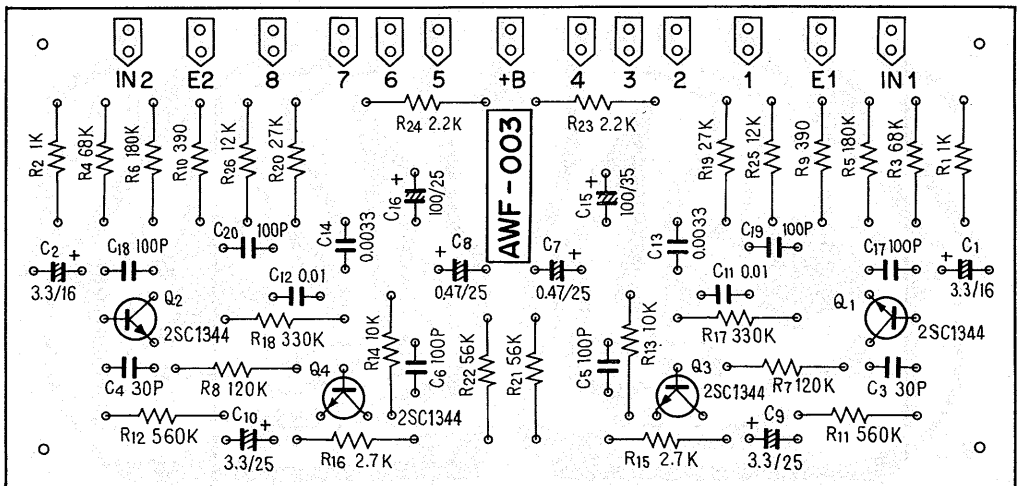 IN 2 E2 8 7 6 5 +B 4 3 2 1 E1 IN 1
R24 2.2K
R23 2.2K
AWF-003
R2 1K
R4 68K
R6 180K
R10 390
R26 12K
R20 27K
R19 27K
R25 12K
R9 390
R5 180K
R3 68K
R1 1K
C16 + 100/25
C15 + 100/35
C2 + 3.3/16
C18 100P
C20 100P
C14 0.0033
C8 + 0.47/25
C7 + 0.47/25
C13 0.0033
C19 100P
C17 100P
C1 + 3.3/16
C12 0.01
C11 0.01
Q2 2SC1344
Q1 2SC1344
R18 330K
R17 330K
R14 10K
R13 10K
C6 100P
C5 100P
R22 56K
R21 56K
C4 30P
R8 120K
Q4 2SC1344
Q3 2SC1344
R7 120K
C3 30P
R12 560K
C10 + 3.3/25
R16 2.7K
R15 2.7K
C9 + 3.3/25
R11 560K